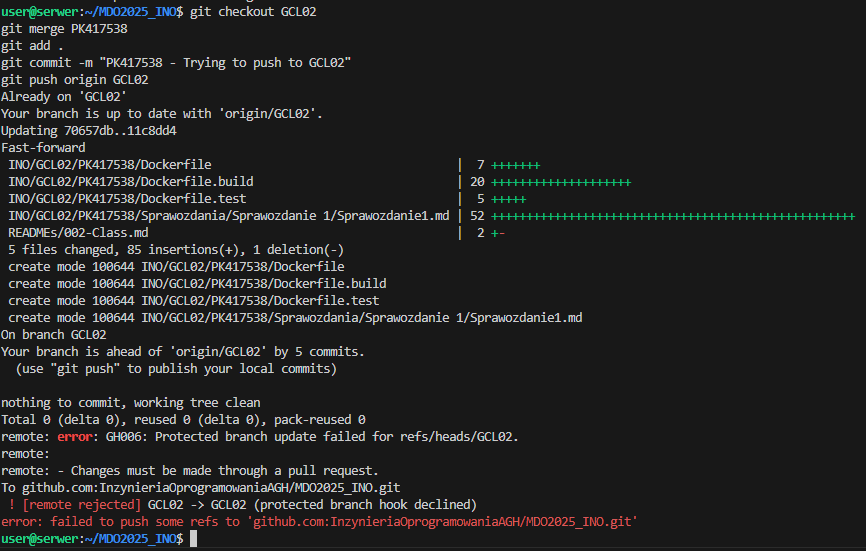 user@serwer:~/MDO2025_INO$ git checkout GCL02
git merge PK417538
git add .
git commit -m "PK417538 - Trying to push to GCL02"
git push origin GCL02
Already on 'GCL02'
Your branch is up to date with 'origin/GCL02'.
Updating 70657db..11c8dd4
Fast-forward
 INO/GCL02/PK417538/Dockerfile                                |  7 +++++++
 INO/GCL02/PK417538/Dockerfile.build                          | 20 ++++++++++++++++++++
 INO/GCL02/PK417538/Dockerfile.test                           |  5 +++++
 INO/GCL02/PK417538/Sprawozdania/Sprawozdanie 1/Sprawozdanie1.md | 52 ++++++++++++++++++++++++++++++++++++++++++++++++++++
 READMEs/002-Class.md                                         |  2 +-
 5 files changed, 85 insertions(+), 1 deletion(-)
 create mode 100644 INO/GCL02/PK417538/Dockerfile
 create mode 100644 INO/GCL02/PK417538/Dockerfile.build
 create mode 100644 INO/GCL02/PK417538/Dockerfile.test
 create mode 100644 INO/GCL02/PK417538/Sprawozdania/Sprawozdanie 1/Sprawozdanie1.md
On branch GCL02
Your branch is ahead of 'origin/GCL02' by 5 commits.
  (use "git push" to publish your local commits)

nothing to commit, working tree clean
Total 0 (delta 0), reused 0 (delta 0), pack-reused 0
remote: error: GH006: Protected branch update failed for refs/heads/GCL02.
remote:
remote: - Changes must be made through a pull request.
To github.com:InzynieriaOprogramowaniaAGH/MDO2025_INO.git
 ! [remote rejected] GCL02 -> GCL02 (protected branch hook declined)
error: failed to push some refs to 'github.com:InzynieriaOprogramowaniaAGH/MDO2025_INO.git'
user@serwer:~/MDO2025_INO$